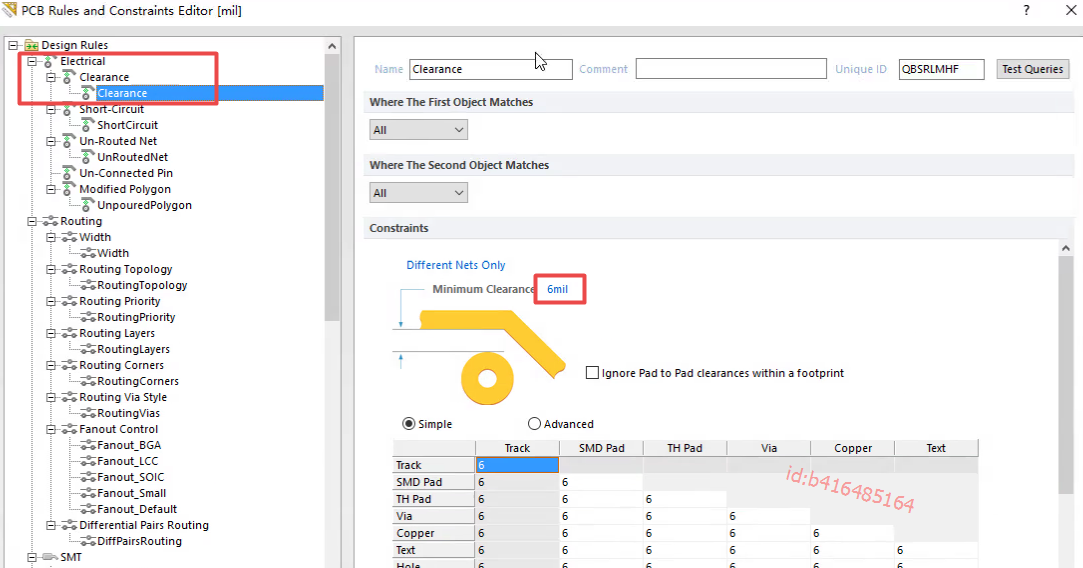 PCB Rules and Constraints Editor [mil]
?
Design Rules
Electrical
Clearance
Clearance
Short-Circuit
ShortCircuit
Un-Routed Net
UnRoutedNet
Un-Connected Pin
Modified Polygon
UnpouredPolygon
Routing
Width
Width
Routing Topology
RoutingTopology
Routing Priority
RoutingPriority
Routing Layers
RoutingLayers
Routing Corners
RoutingCorners
Routing Via Style
RoutingVias
Fanout Control
Fanout_BGA
Fanout_LCC
Fanout_SOIC
Fanout_Small
Fanout_Default
Differential Pairs Routing
DiffPairsRouting
SMT
Name Clearance Comment Unique ID QBSRLMHF Test Queries
Where The First Object Matches
All
Where The Second Object Matches
All
Constraints
Different Nets Only
Minimum Clearance 6mil
Ignore Pad to Pad clearances within a footprint
Simple Advanced
Track SMD Pad TH Pad Via Copper Text
Track 6
SMD Pad 6 6
TH Pad 6 6 6
Via 6 6 6 6
Copper 6 6 6 6 6
Text 6 6 6 6 6 6
Hole 6 6 6 6 6 6
id:b416485164